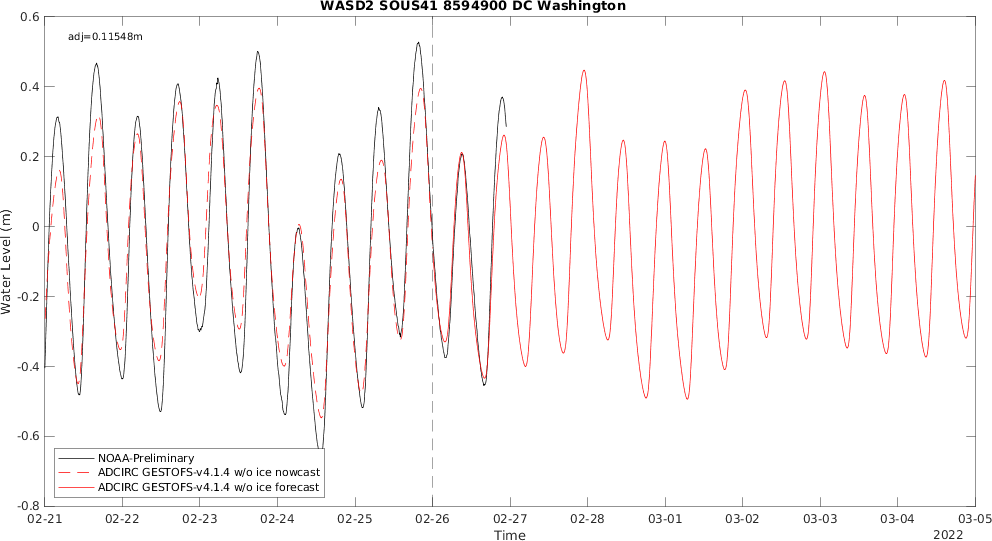 WASD2 SOUS41 8594900 DC Washington
adj=0.11548m
0.6
0.4
0.2
0
-0.2
-0.4
-0.6
-0.8
Water Level (m)
NOAA-Preliminary
ADCIRC GESTOFS-v4.1.4 w/o ice nowcast
ADCIRC GESTOFS-v4.1.4 w/o ice forecast
02-21 02-22 02-23 02-24 02-25 02-26 02-27 02-28 03-01 03-02 03-03 03-04 03-05
Time
2022